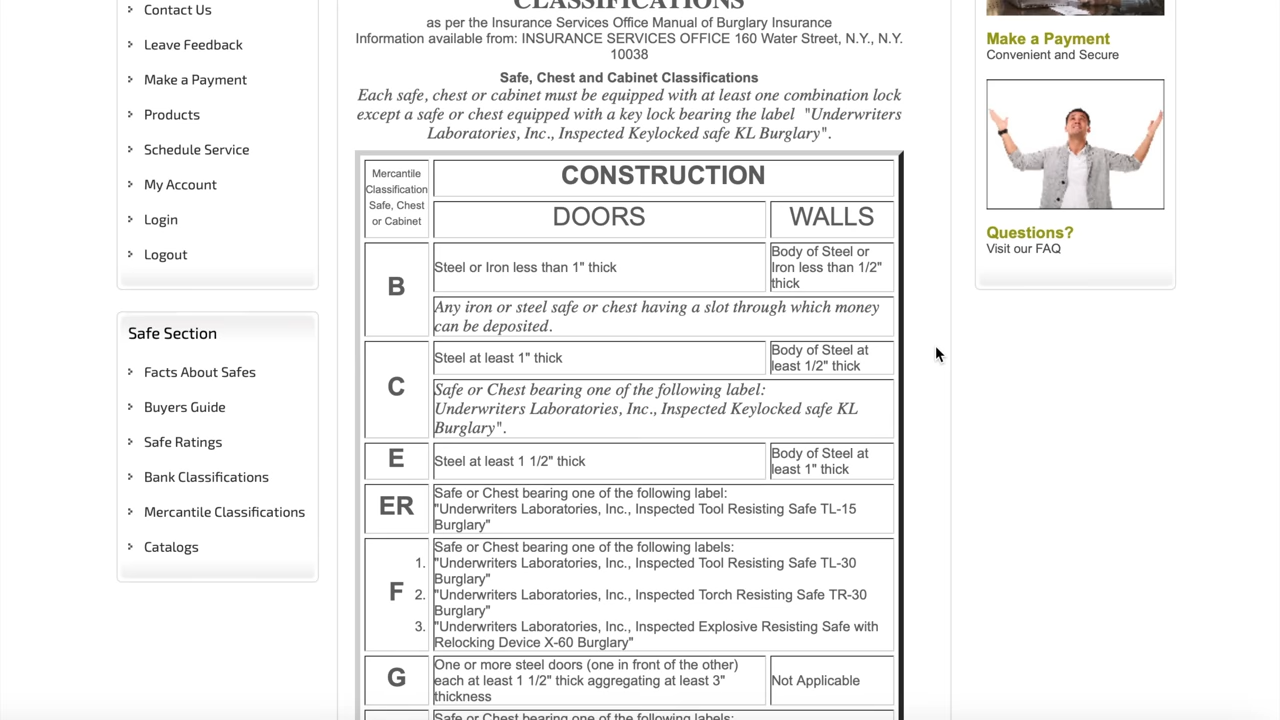 Contact Us
Leave Feedback
Make a Payment
Products
Schedule Service
My Account
Login
Logout
Safe Section
Facts About Safes
Buyers Guide
Safe Ratings
Bank Classifications
Mercantile Classifications
Catalogs
CLASSIFICATIONS
as per the Insurance Services Office Manual of Burglary Insurance
Information available from: INSURANCE SERVICES OFFICE 160 Water Street, N.Y., N.Y.
10038
Safe, Chest and Cabinet Classifications
Each safe, chest or cabinet must be equipped with at least one combination lock
except a safe or chest equipped with a key lock bearing the label "Underwriters
Laboratories, Inc., Inspected Keylocked safe KL Burglary".
Mercantile
Classification
Safe, Chest
or Cabinet
CONSTRUCTION
DOORS
WALLS
B
Steel or Iron less than 1" thick
Body of Steel or
Iron less than 1/2"
thick
Any iron or steel safe or chest having a slot through which money
can be deposited.
C
Steel at least 1" thick
Body of Steel at
least 1/2" thick
Safe or Chest bearing one of the following label:
Underwriters Laboratories, Inc., Inspected Keylocked safe KL
Burglary".
E
Steel at least 1 1/2" thick
Body of Steel at
least 1" thick
ER
Safe or Chest bearing one of the following label:
"Underwriters Laboratories, Inc., Inspected Tool Resisting Safe TL-15
Burglary"
F
Safe or Chest bearing one of the following labels:
1. "Underwriters Laboratories, Inc., Inspected Tool Resisting Safe TL-30
Burglary"
2. "Underwriters Laboratories, Inc., Inspected Torch Resisting Safe TR-30
Burglary"
3. "Underwriters Laboratories, Inc., Inspected Explosive Resisting Safe with
Relocking Device X-60 Burglary"
G
One or more steel doors (one in front of the other)
each at least 1 1/2" thick aggregating at least 3"
thickness
Not Applicable
Safe or Chest bearing one of the following labels:
Make a Payment
Convenient and Secure
Questions?
Visit our FAQ